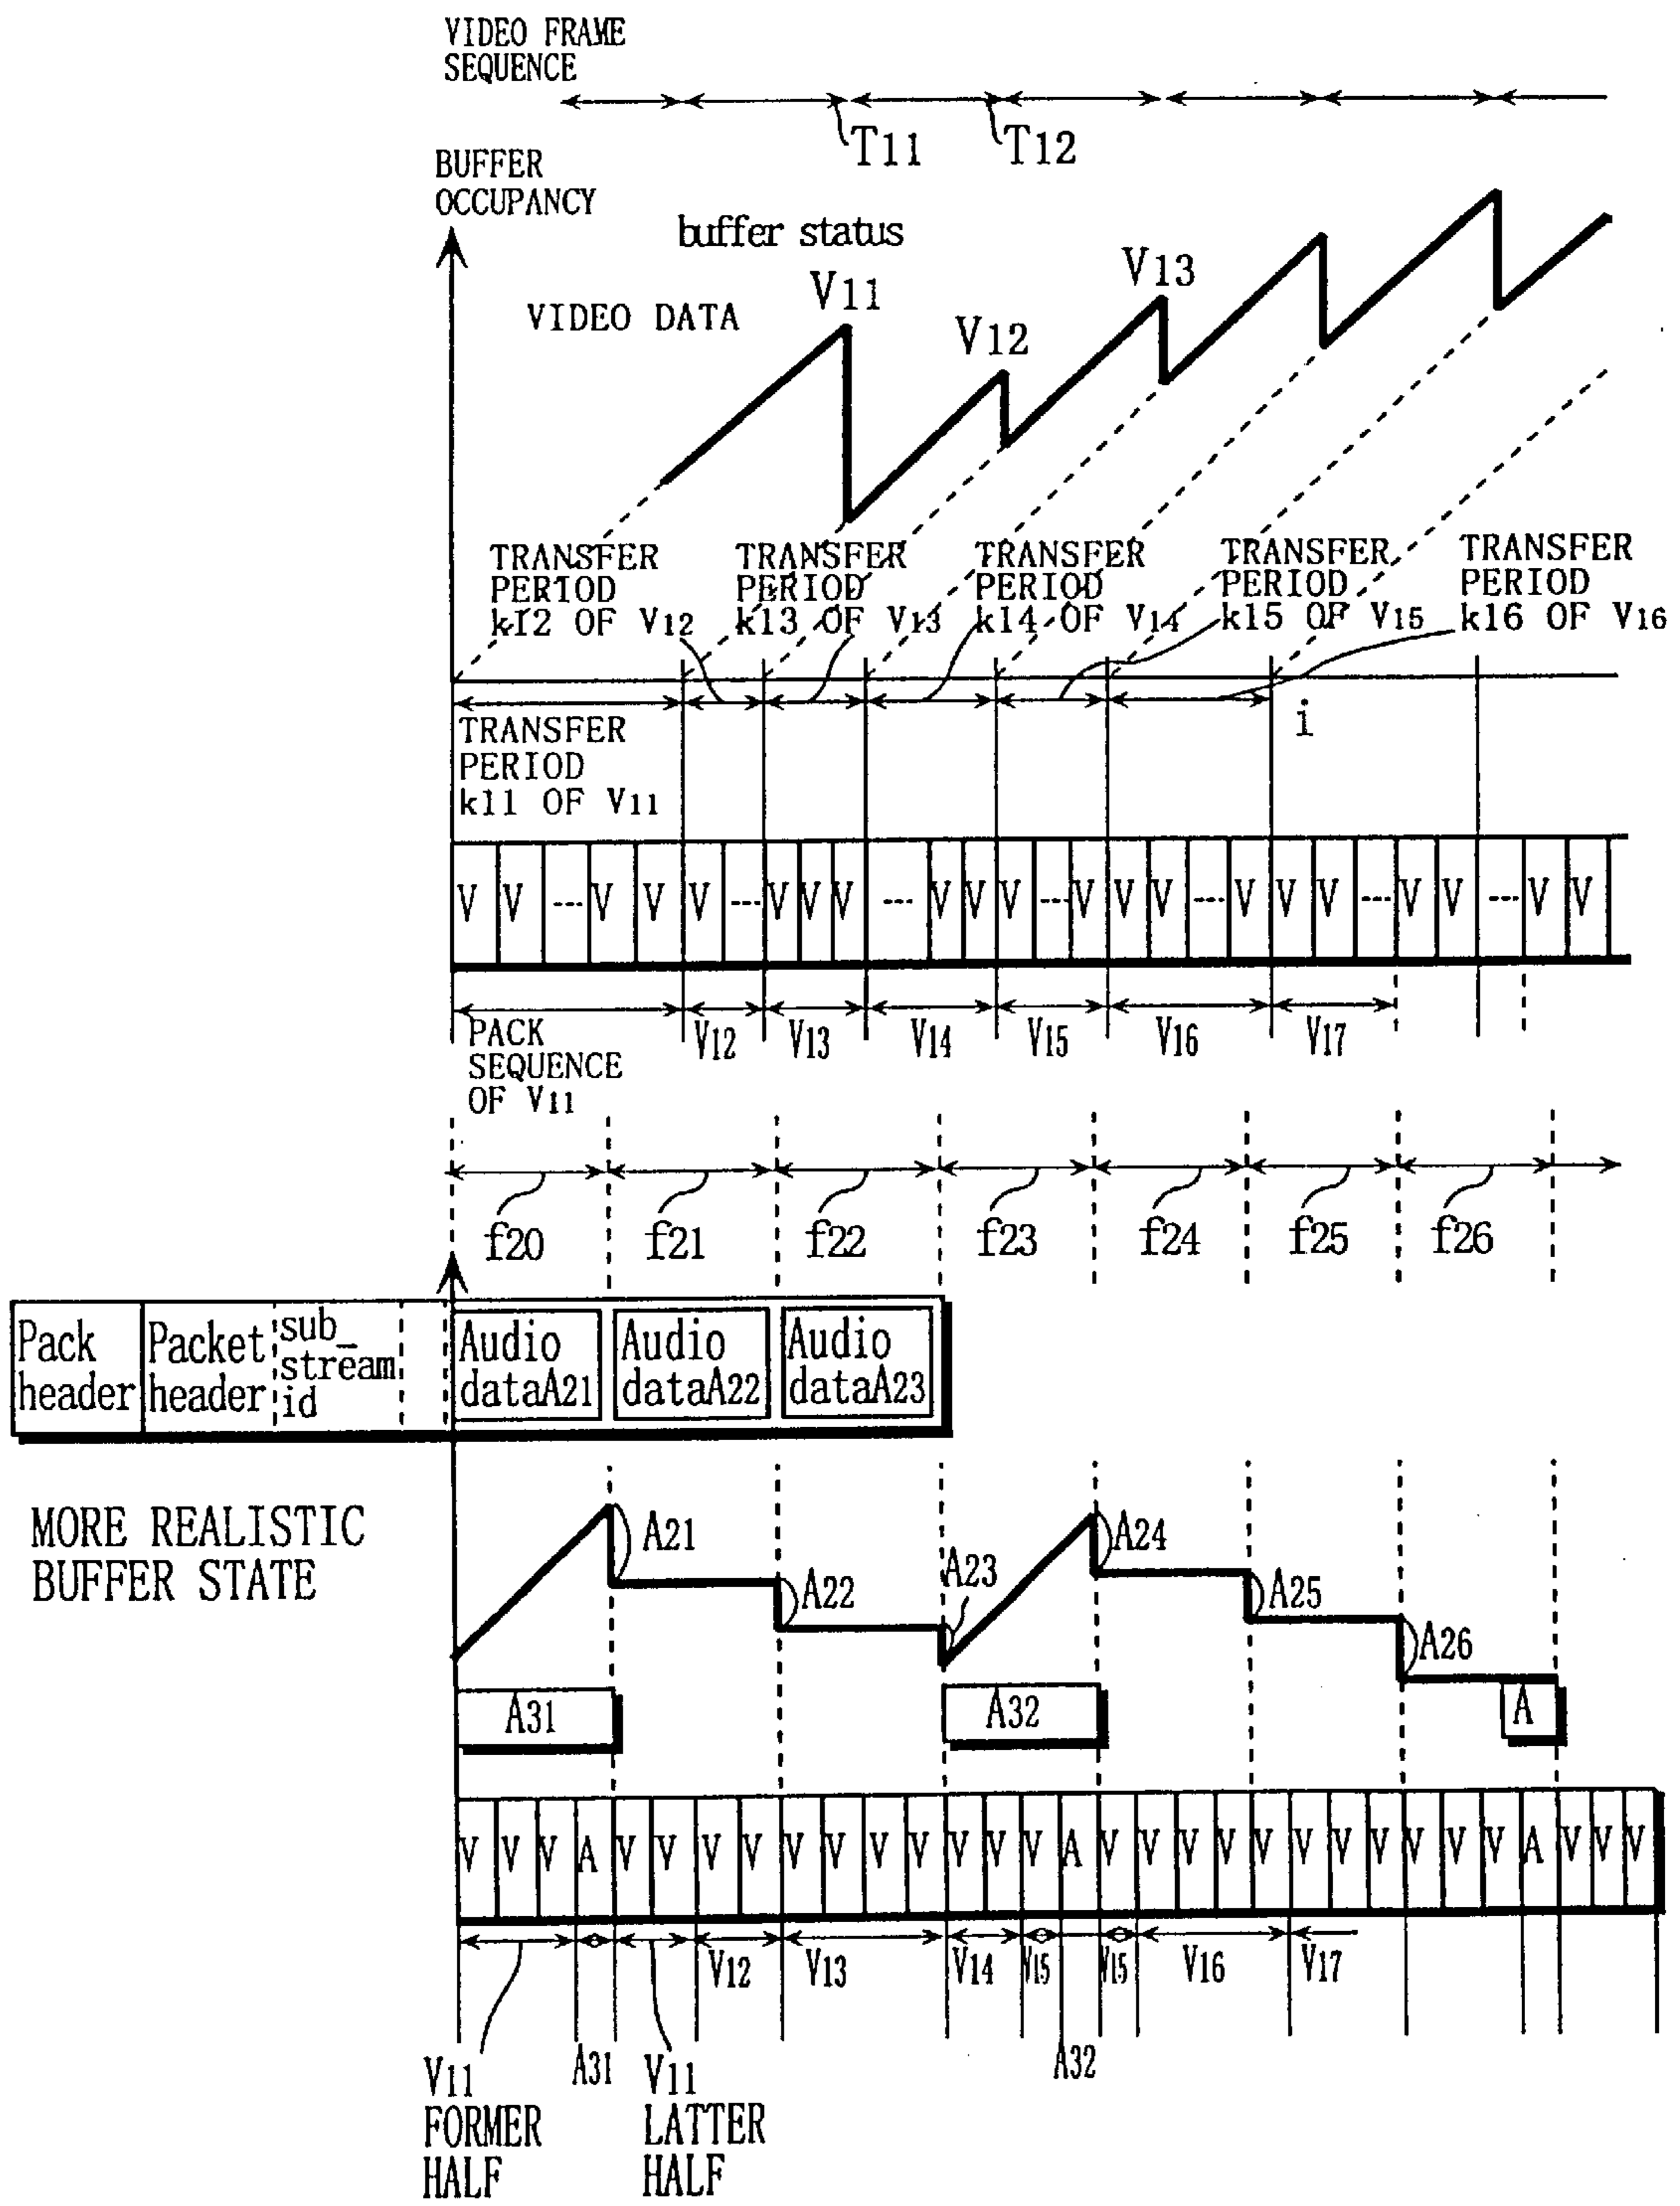 VIDEO FRAME
SEQUENCE
T11
T12
BUFFER
OCCUPANCY
buffer status
VIDEO DATA
V11
V12
V13
TRANSFER
PERIOD
k12 OF V12
TRANSFER
PERIOD
k13 OF V13
TRANSFER
PERIOD
k14 OF V14
TRANSFER
PERIOD
k15 OF V15
TRANSFER
PERIOD
k16 OF V16
i
TRANSFER
PERIOD
k11 OF V11
V V --- V V V --- V V V --- V V V --- V V V --- V V V --- V V --- V V
PACK
SEQUENCE
OF V11
V12 V13 V14 V15 V16 V17
f20 f21 f22 f23 f24 f25 f26
Pack
header
Packet
header
sub_
stream
id
Audio
dataA21
Audio
dataA22
Audio
dataA23
MORE REALISTIC
BUFFER STATE
A21
A22
A23
A24
A25
A26
A31
A32
A
V V V A V V V V V V V V V V V A V V V V V V V V V V A V V V
V12 V13 V14 V15 V15 V16 V17
A31
A32
V11
FORMER
HALF
V11
LATTER
HALF